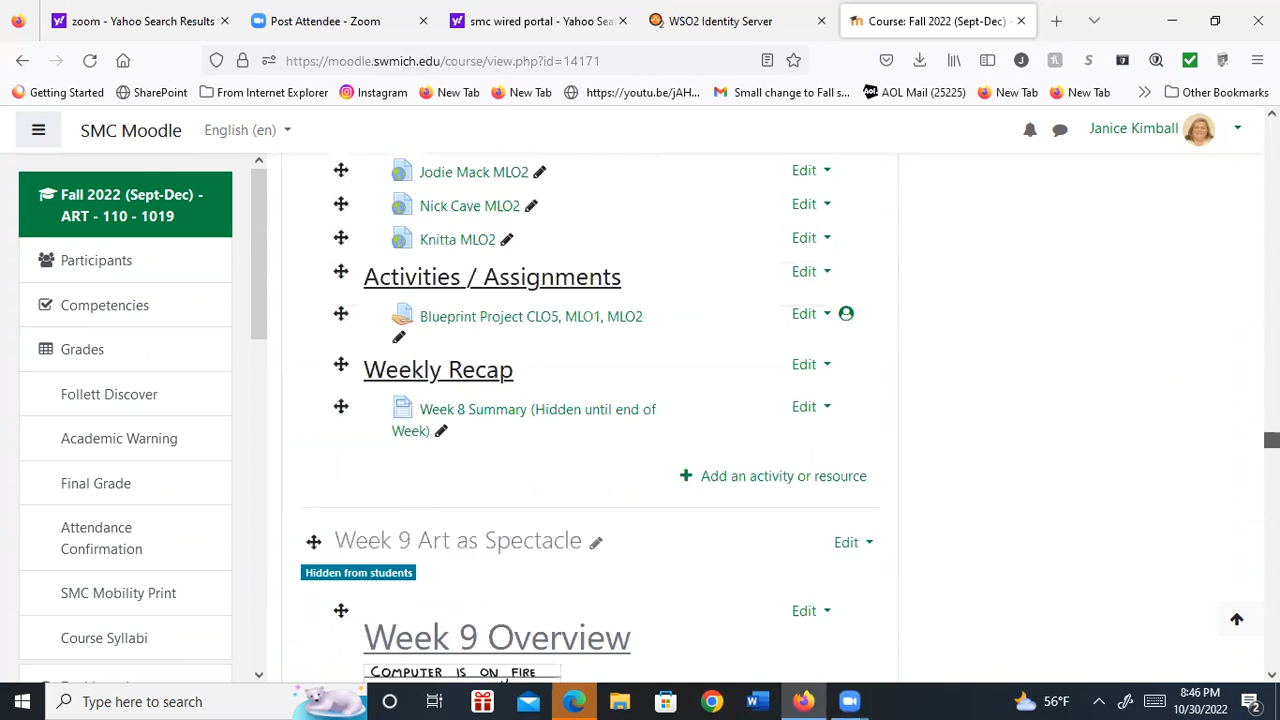 zoom - Yahoo Search Results
Post Attendee - Zoom
smc wired portal - Yahoo Sea
WSO2 Identity Server
Course: Fall 2022 (Sept-Dec) -
https://moodle.swmich.edu/course/view.php?id=14171
Getting Started
SharePoint
From Internet Explorer
Instagram
New Tab
New Tab
https://youtu.be/jAH...
Small change to Fall s...
AOL Mail (25225)
New Tab
New Tab
Other Bookmarks
SMC Moodle
English (en)
Janice Kimball
Fall 2022 (Sept-Dec) -
ART - 110 - 1019
Participants
Competencies
Grades
Follett Discover
Academic Warning
Final Grade
Attendance
Confirmation
SMC Mobility Print
Course Syllabi
Jodie Mack MLO2
Edit
Nick Cave MLO2
Edit
Knitta MLO2
Edit
Activities / Assignments
Edit
Blueprint Project CLO5, MLO1, MLO2
Edit
Weekly Recap
Edit
Week 8 Summary (Hidden until end of
Week)
Edit
Add an activity or resource
Week 9 Art as Spectacle
Edit
Hidden from students
Edit
Week 9 Overview
COMPUTER IS ON FIRE
Type here to search
56°F
8:46 PM
10/30/2022
2